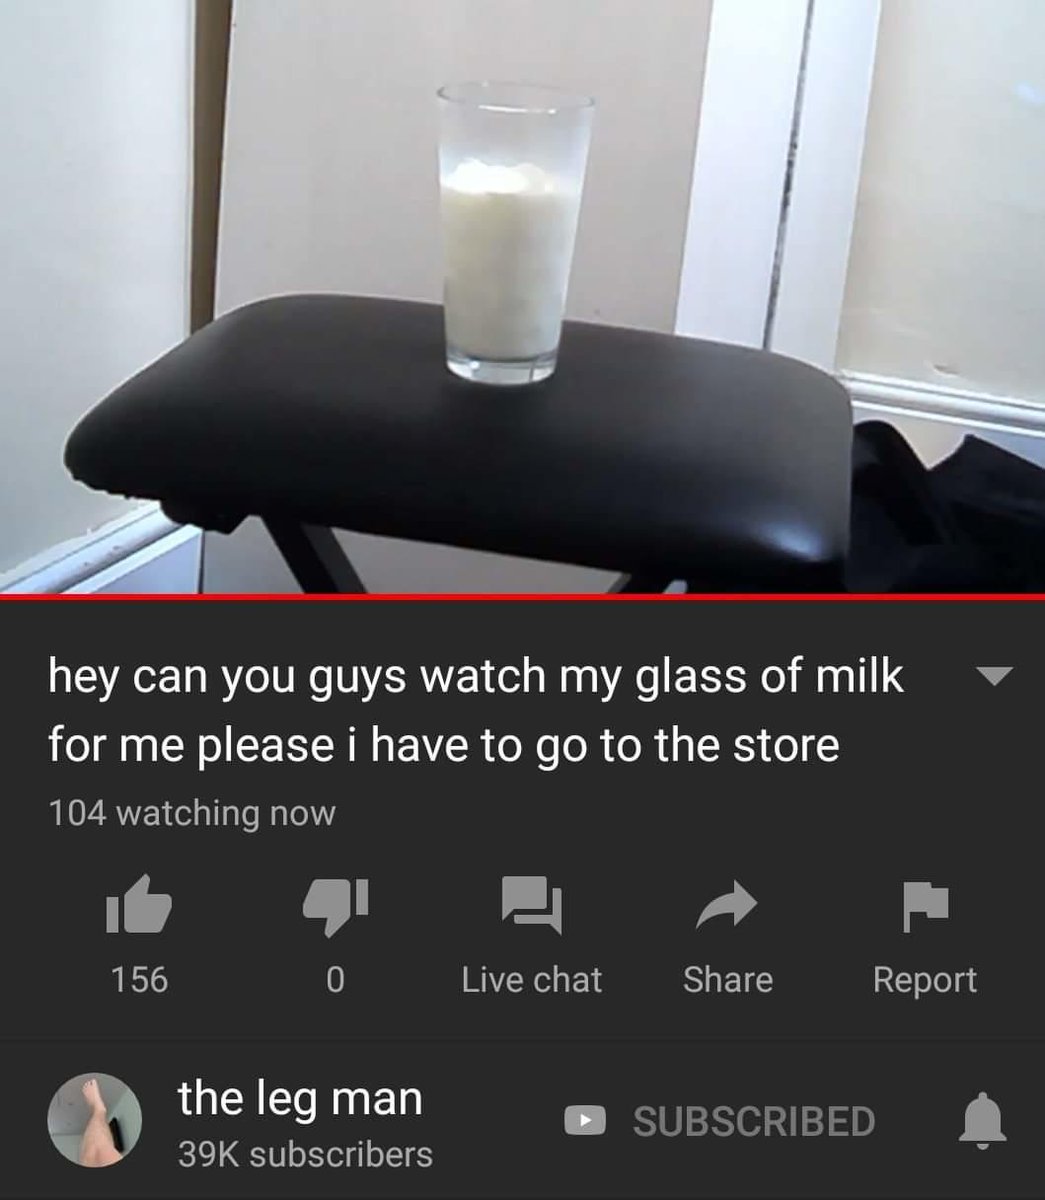 hey can you guys watch my glass of milk
for me please i have to go to the store
104 watching now
156
0
Live chat
Share
Report
the leg man
SUBSCRIBED
39K subscribers